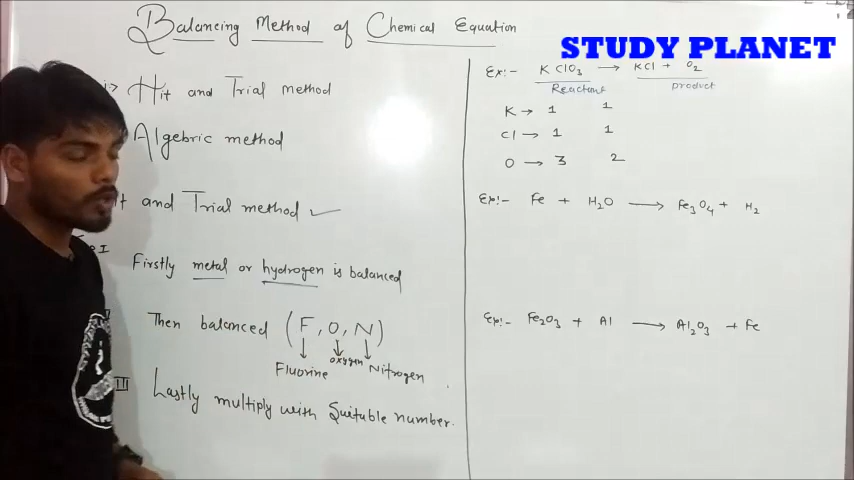 Balancing Method of Chemical Equation
STUDY PLANET
Hit and Trial method
Algebric method
it and Trial method ✓
I
Firstly metal or hydrogen is balanced
Then balanced (F, O, N)
Fluorine oxygen Nitrogen
III Lastly multiply with Suitable number.
Ex:- KClO₃ → KCl + O₂
Reactant product
K → 1 1
Cl → 1 1
O → 3 2
Ex:- Fe + H₂O → Fe₃O₄ + H₂
Ex:- Fe₂O₃ + Al → Al₂O₃ + Fe